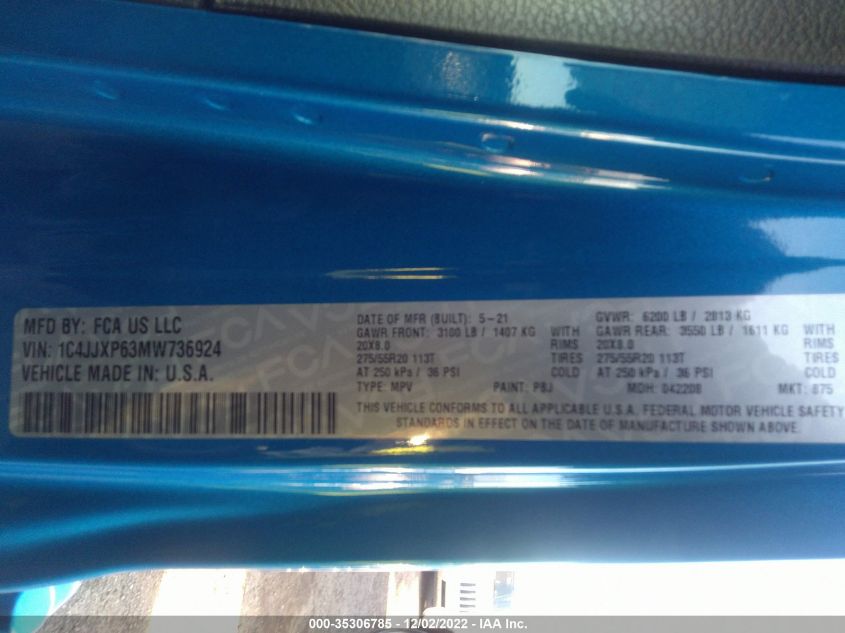 MFD BY: FCA US LLC
VIN: 1C4JJXP63MW736924
VEHICLE MADE IN: U.S.A.
DATE OF MFR (BUILT): 5-21
GVWR: 6200 LB / 2813 KG
GAWR FRONT: 3100 LB / 1407 KG WITH
GAWR REAR: 3550 LB / 1611 KG WITH
20X8.0 RIMS
20X8.0 RIMS
275/55R20 113T TIRES
275/55R20 113T TIRES
AT 250 kPa / 36 PSI COLD
AT 250 kPa / 36 PSI COLD
TYPE: MPV PAINT: PBJ MDH: 042208 MKT: 875
THIS VEHICLE CONFORMS TO ALL APPLICABLE U.S.A. FEDERAL MOTOR VEHICLE SAFETY
STANDARDS IN EFFECT ON THE DATE OF MANUFACTURE SHOWN ABOVE.
000-35306785 - 12/02/2022 - IAA Inc.